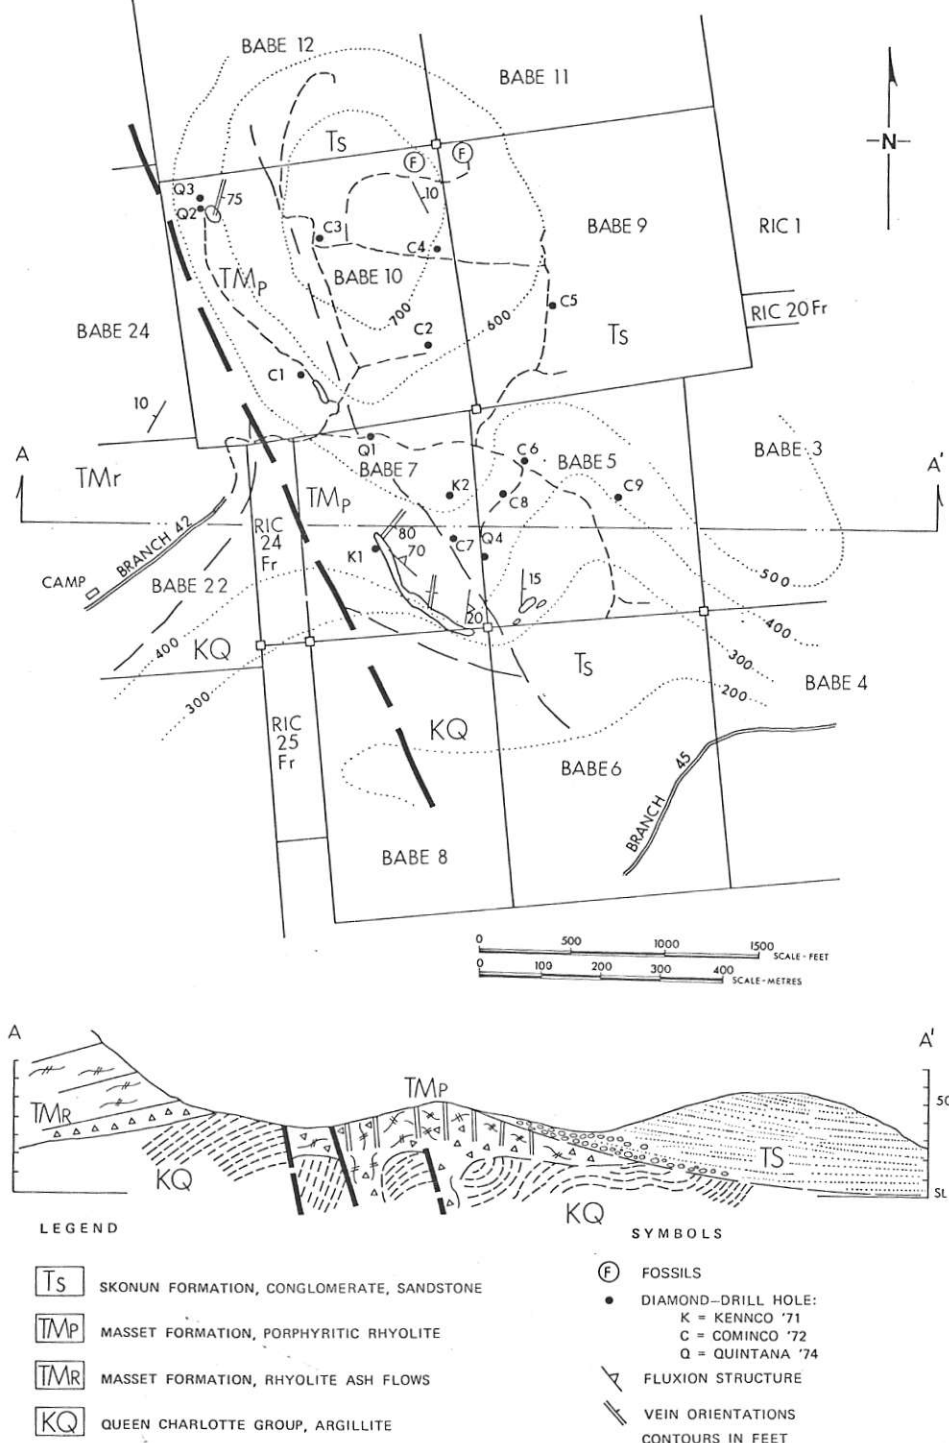 BABE 12
BABE 11
Ts
N
F F
Q3
75
Q2
10
C3
BABE 9
RIC 1
C4
TMp
BABE 10
C5
RIC 20 Fr
700
600
BABE 24
C2
Ts
C1
10
A
Q1
C6
BABE 3
A'
TMr
BABE 7
BABE 5
TMp
K2
C8
C9
RIC
24
Fr
80
BRANCH 42
C7
Q4
K1
70
CAMP
BABE 22
15
500
20
400
KQ
400
Ts
300
300
200
BABE 4
RIC
25
Fr
KQ
BABE 6
BRANCH 45
BABE 8
0 500 1000 1500
SCALE-FEET
0 100 200 300 400
SCALE-METRES
A
A'
TMP
TMR
TS
KQ
KQ
SL
LEGEND
Ts SKONUN FORMATION, CONGLOMERATE, SANDSTONE
TMP MASSET FORMATION, PORPHYRITIC RHYOLITE
TMR MASSET FORMATION, RHYOLITE ASH FLOWS
KQ QUEEN CHARLOTTE GROUP, ARGILLITE
SYMBOLS
F FOSSILS
DIAMOND-DRILL HOLE:
K = KENNCO '71
C = COMINCO '72
Q = QUINTANA '74
FLUXION STRUCTURE
VEIN ORIENTATIONS
CONTOURS IN FEET